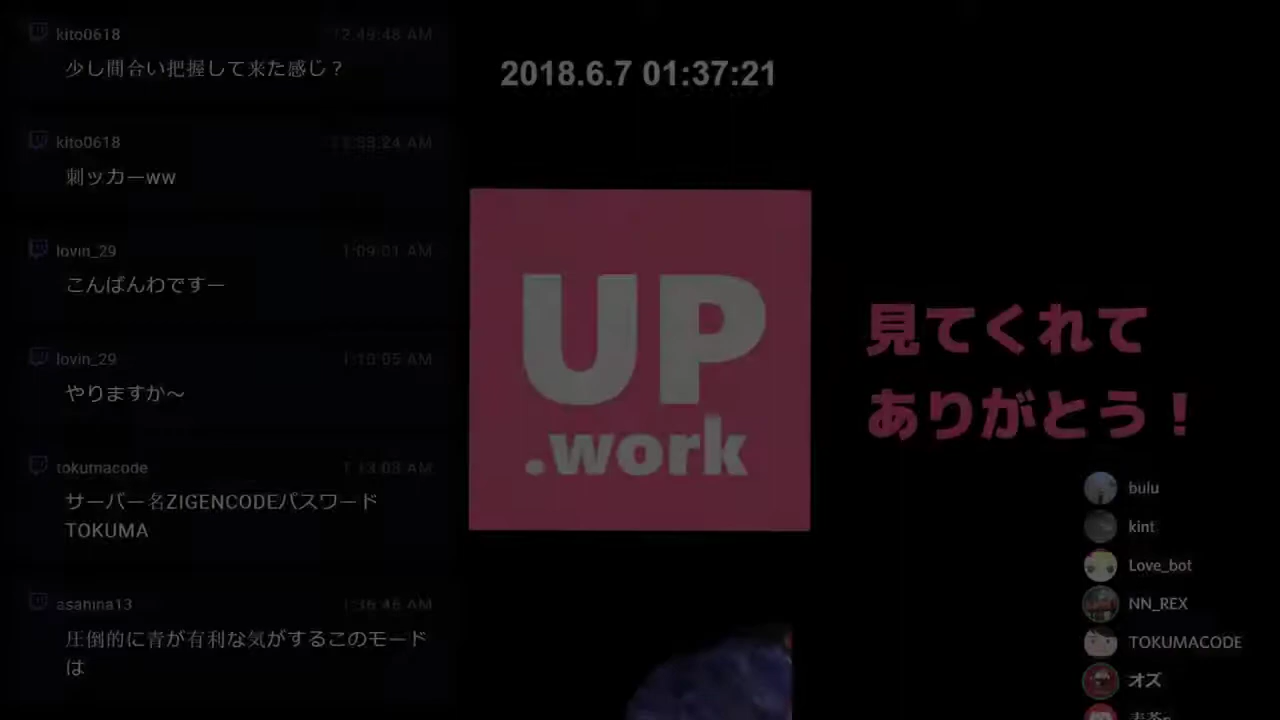 kito0618 12:49:48 AM
少し間合い把握して来た感じ？
kito0618
刺ッカーww
lovin_29 1:09:01 AM
こんばんわですー
lovin_29 1:10:05 AM
やりますか～
tokumacode 1:13:03 AM
サーバー名ZIGENCODEパスワード
TOKUMA
asahina13 1:36:46 AM
圧倒的に青が有利な気がするこのモード
は
2018.6.7 01:37:21
UP
.work
見てくれて
ありがとう！
bulu
kint
Love_bot
NN_REX
TOKUMACODE
オズ